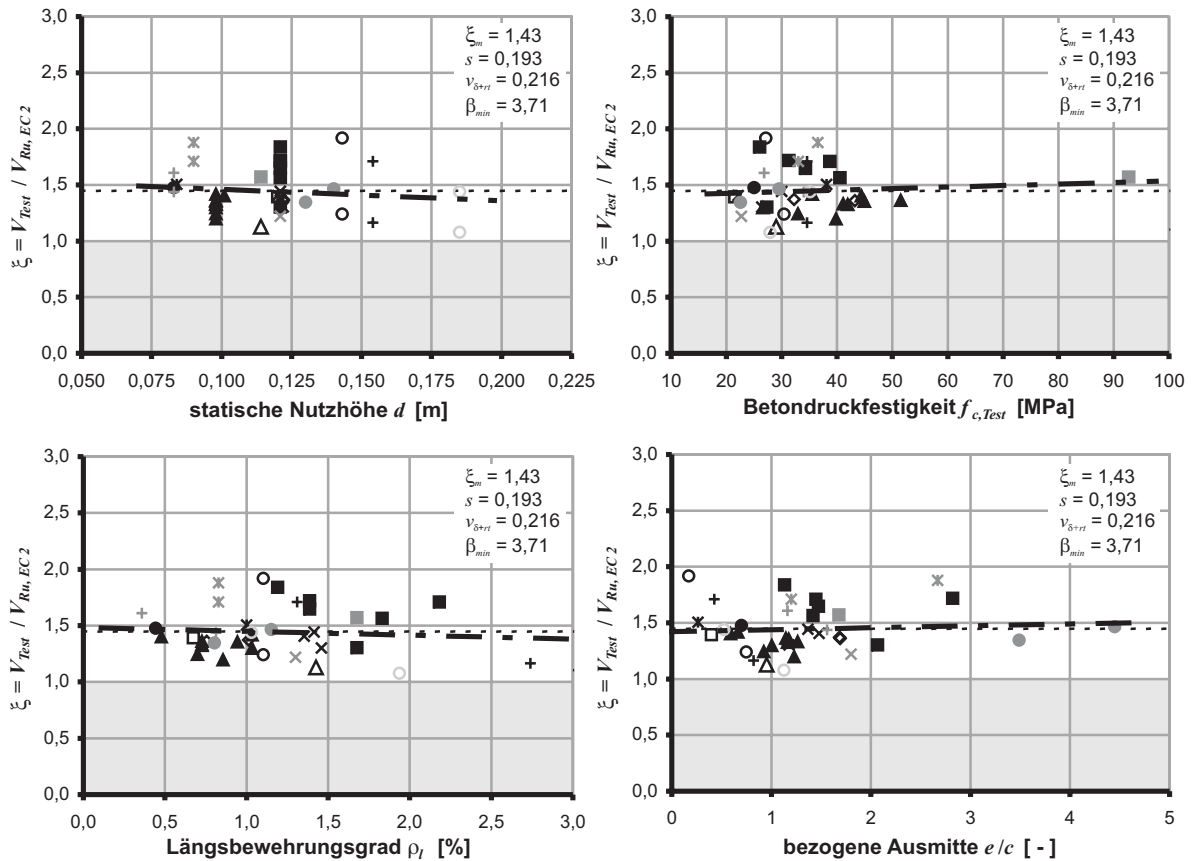 3,0
2,5
2,0
1,5
1,0
0,5
0,0
ξ = V_Test / V_Ru, EC 2
ξ_m = 1,43
s = 0,193
v_δ+rt = 0,216
β_min = 3,71
0,050 0,075 0,100 0,125 0,150 0,175 0,200 0,225
statische Nutzhöhe d [m]
3,0
2,5
2,0
1,5
1,0
0,5
0,0
ξ = V_Test / V_Ru, EC 2
ξ_m = 1,43
s = 0,193
v_δ+rt = 0,216
β_min = 3,71
10 20 30 40 50 60 70 80 90 100
Betondruckfestigkeit f_c,Test [MPa]
3,0
2,5
2,0
1,5
1,0
0,5
0,0
ξ = V_Test / V_Ru, EC 2
ξ_m = 1,43
s = 0,193
v_δ+rt = 0,216
β_min = 3,71
0,0 0,5 1,0 1,5 2,0 2,5 3,0
Längsbewehrungsgrad ρ_l [%]
3,0
2,5
2,0
1,5
1,0
0,5
0,0
ξ = V_Test / V_Ru, EC 2
ξ_m = 1,43
s = 0,193
v_δ+rt = 0,216
β_min = 3,71
0 1 2 3 4 5
bezogene Ausmitte e/c [ - ]